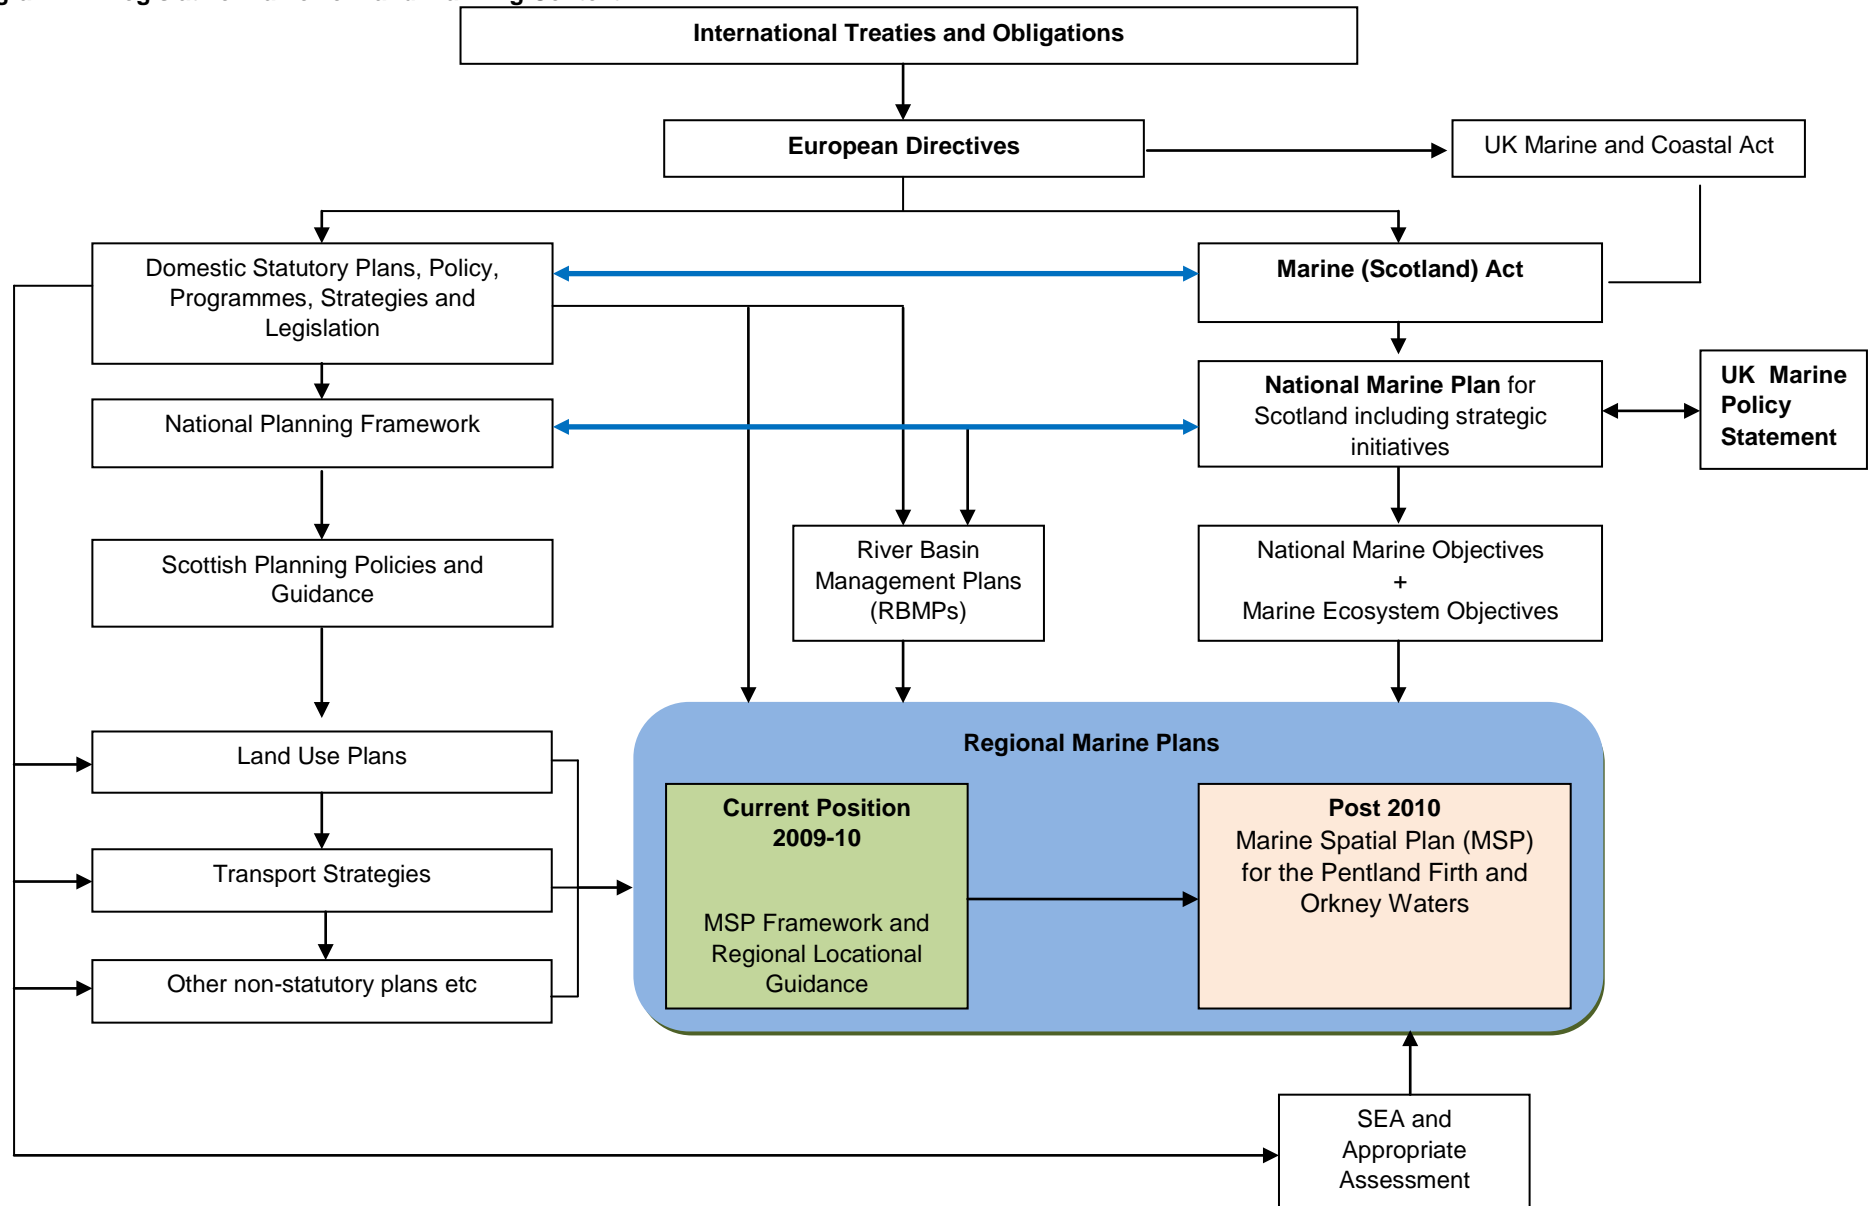 International Treaties and Obligations
European Directives
UK Marine and Coastal Act
Domestic Statutory Plans, Policy,
Programmes, Strategies and
Legislation
Marine (Scotland) Act
National Marine Plan for
Scotland including strategic
initiatives
UK Marine
Policy
Statement
National Planning Framework
Scottish Planning Policies and
Guidance
River Basin
Management Plans
(RBMPs)
National Marine Objectives
+
Marine Ecosystem Objectives
Land Use Plans
Transport Strategies
Other non-statutory plans etc
Regional Marine Plans
Current Position
2009-10
MSP Framework and
Regional Locational
Guidance
Post 2010
Marine Spatial Plan (MSP)
for the Pentland Firth and
Orkney Waters
SEA and
Appropriate
Assessment